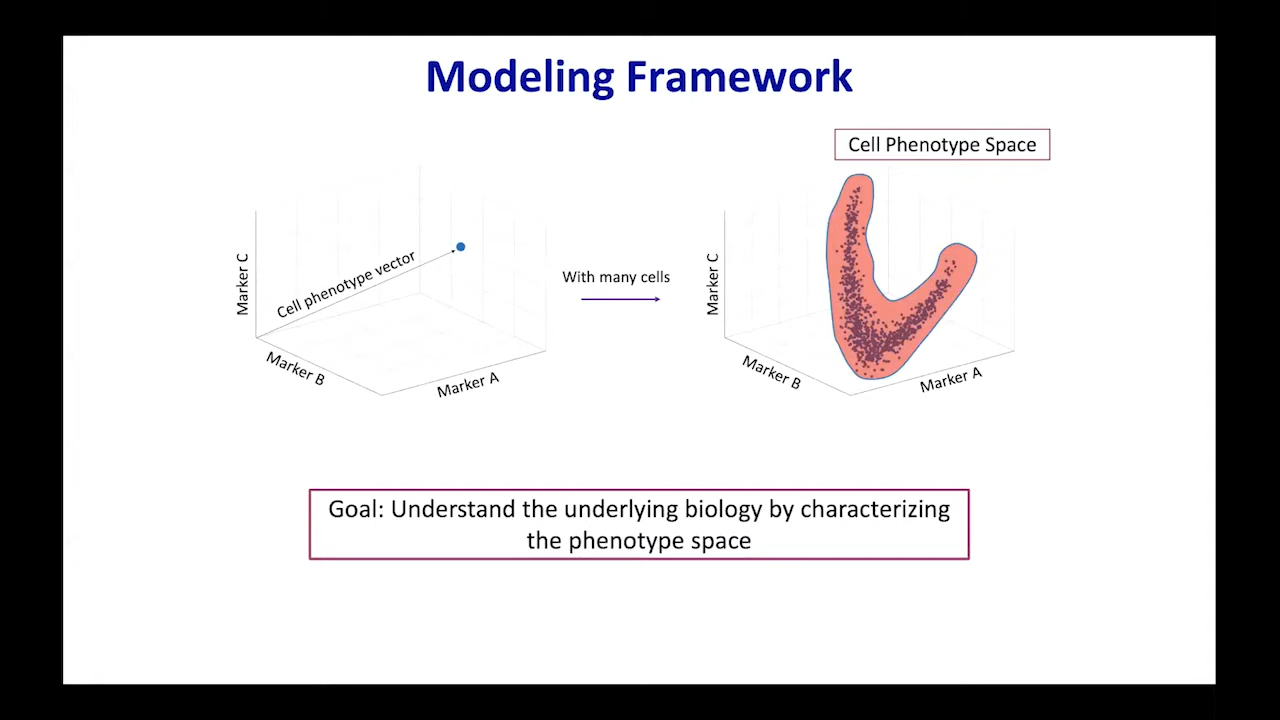 Modeling Framework
Cell Phenotype Space
Marker C
Cell phenotype vector
Marker B
Marker A
With many cells
Marker C
Marker B
Marker A
Goal: Understand the underlying biology by characterizing
the phenotype space